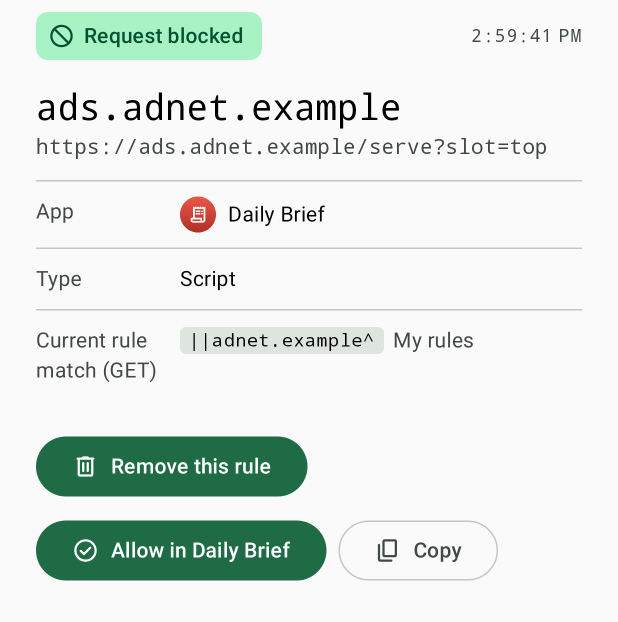 Request blocked
2:59:41 PM
ads.adnet.example
https://ads.adnet.example/serve?slot=top
App
Daily Brief
Type
Script
Current rule match (GET)
||adnet.example^ My rules
Remove this rule
Allow in Daily Brief
Copy